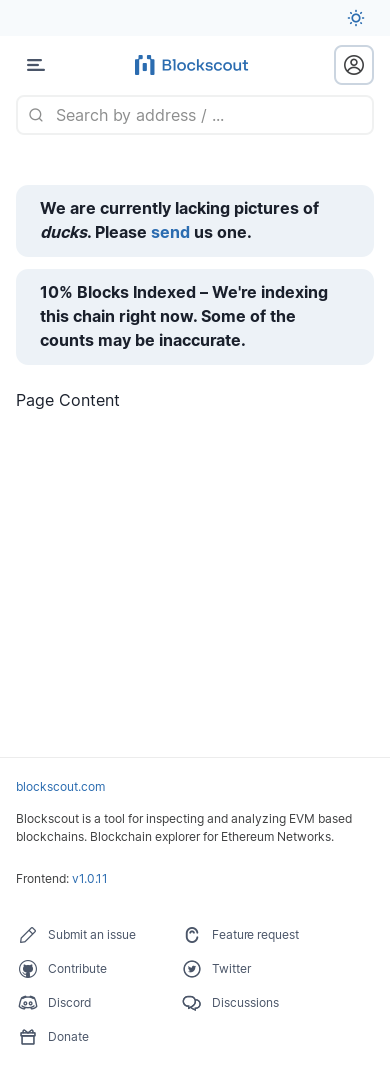 Blockscout
Search by address / ...
We are currently lacking pictures of
ducks. Please send us one.
10% Blocks Indexed – We're indexing
this chain right now. Some of the
counts may be inaccurate.
Page Content
blockscout.com
Blockscout is a tool for inspecting and analyzing EVM based
blockchains. Blockchain explorer for Ethereum Networks.
Frontend: v1.0.11
Submit an issue
Feature request
Contribute
Twitter
Discord
Discussions
Donate